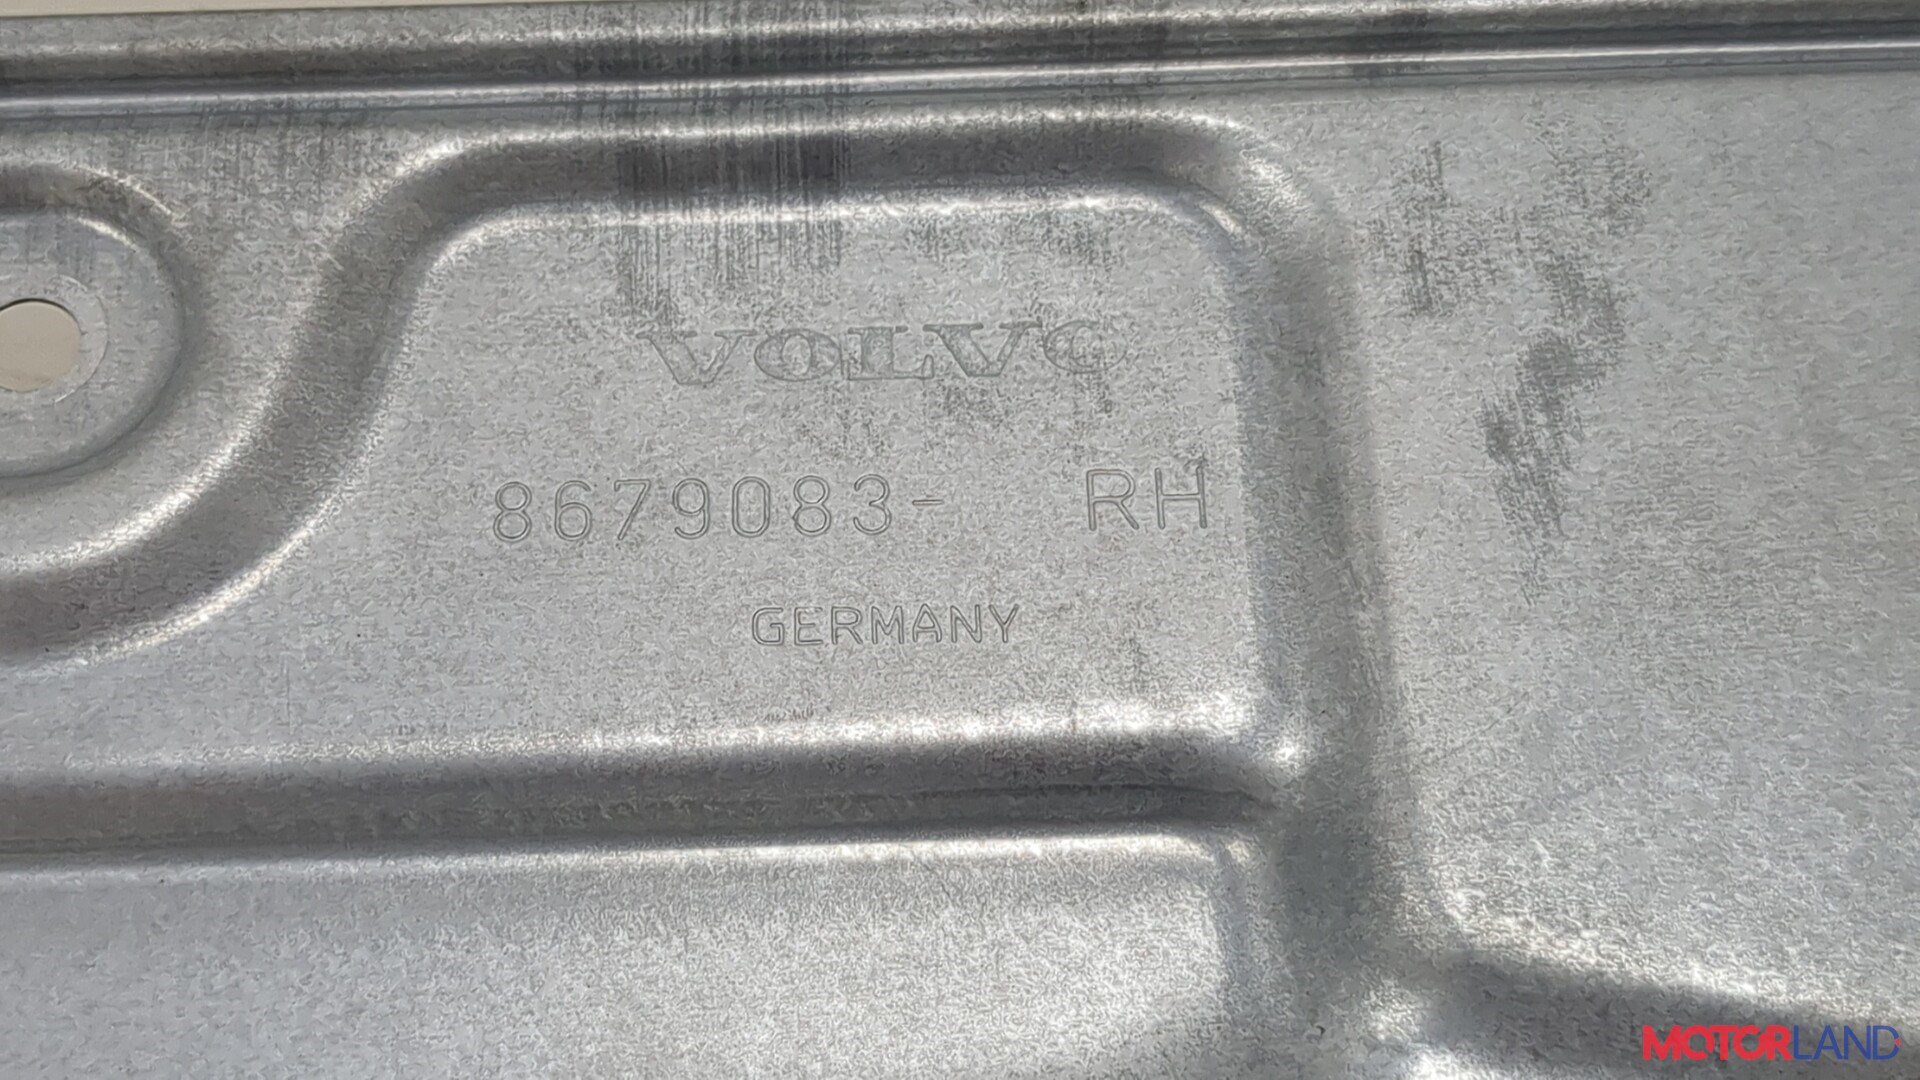 VOLVO
8679083- RH
GERMANY
MOTORLAND